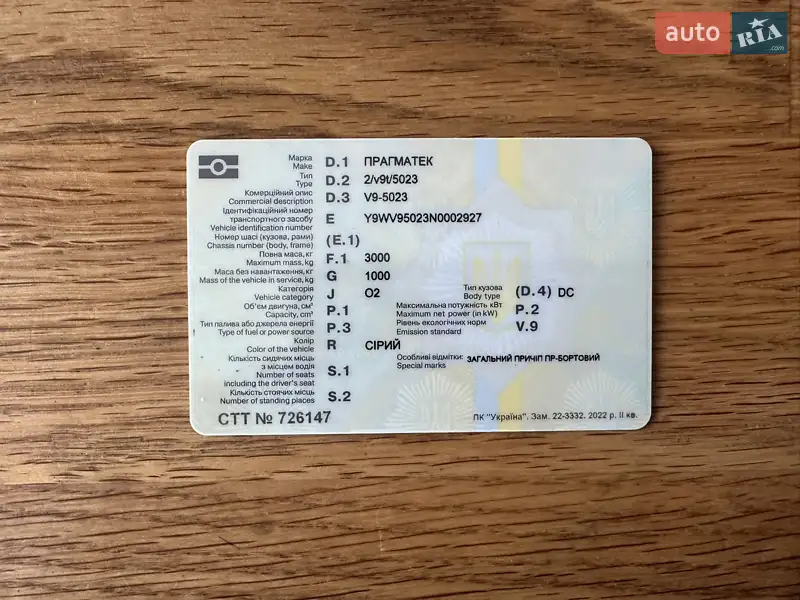 auto RIA .com
Марка D.1 ПРАГМАТЕК
Make
Тип D.2 2/v9t/5023
Type
Комерційний опис D.3 V9-5023
Commercial description
Ідентифікаційний номер
транспортного засобу E Y9WV95023N0002927
Vehicle identification number
Номер шасі (кузова, рами) (E.1)
Chassis number (body, frame)
Повна маса, кг F.1 3000
Maximum mass, kg
Маса без навантаження, кг G 1000
Mass of the vehicle in service, kg
Категорія J O2 Тип кузова (D.4) DC
Vehicle category Body type
Об'єм двигуна, см³ P.1 Максимальна потужність кВт P.2
Capacity, cm³ Maximum net power (in kW)
Тип палива або джерела енергії P.3 Рівень екологічних норм V.9
Type of fuel or power source Emission standard
Колір R СІРИЙ
Color of the vehicle
Кількість сидячих місць Особливі відмітки: ЗАГАЛЬНИЙ ПРИЧІП ПР-БОРТОВИЙ
з місцем водія S.1 Special marks
Number of seats
including the driver's seat
Кількість стоячих місць S.2
Number of standing places
СТТ № 726147 ПК "Україна". Зам. 22-3332. 2022 р. II кв.